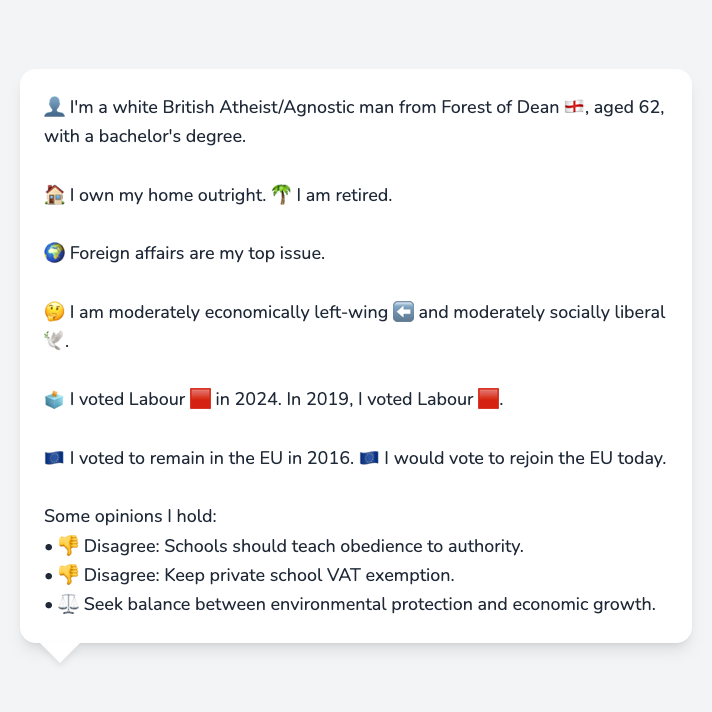 👤 I'm a white British Atheist/Agnostic man from Forest of Dean 🏴󠁧󠁢󠁥󠁮󠁧󠁿, aged 62,
with a bachelor's degree.
🏠 I own my home outright. 🌴 I am retired.
🌍 Foreign affairs are my top issue.
🤔 I am moderately economically left-wing ⬅️ and moderately socially liberal
🕊️.
🗳️ I voted Labour 🟥 in 2024. In 2019, I voted Labour 🟥.
🇪🇺 I voted to remain in the EU in 2016. 🇪🇺 I would vote to rejoin the EU today.
Some opinions I hold:
• 👎 Disagree: Schools should teach obedience to authority.
• 👎 Disagree: Keep private school VAT exemption.
• ⚖️ Seek balance between environmental protection and economic growth.